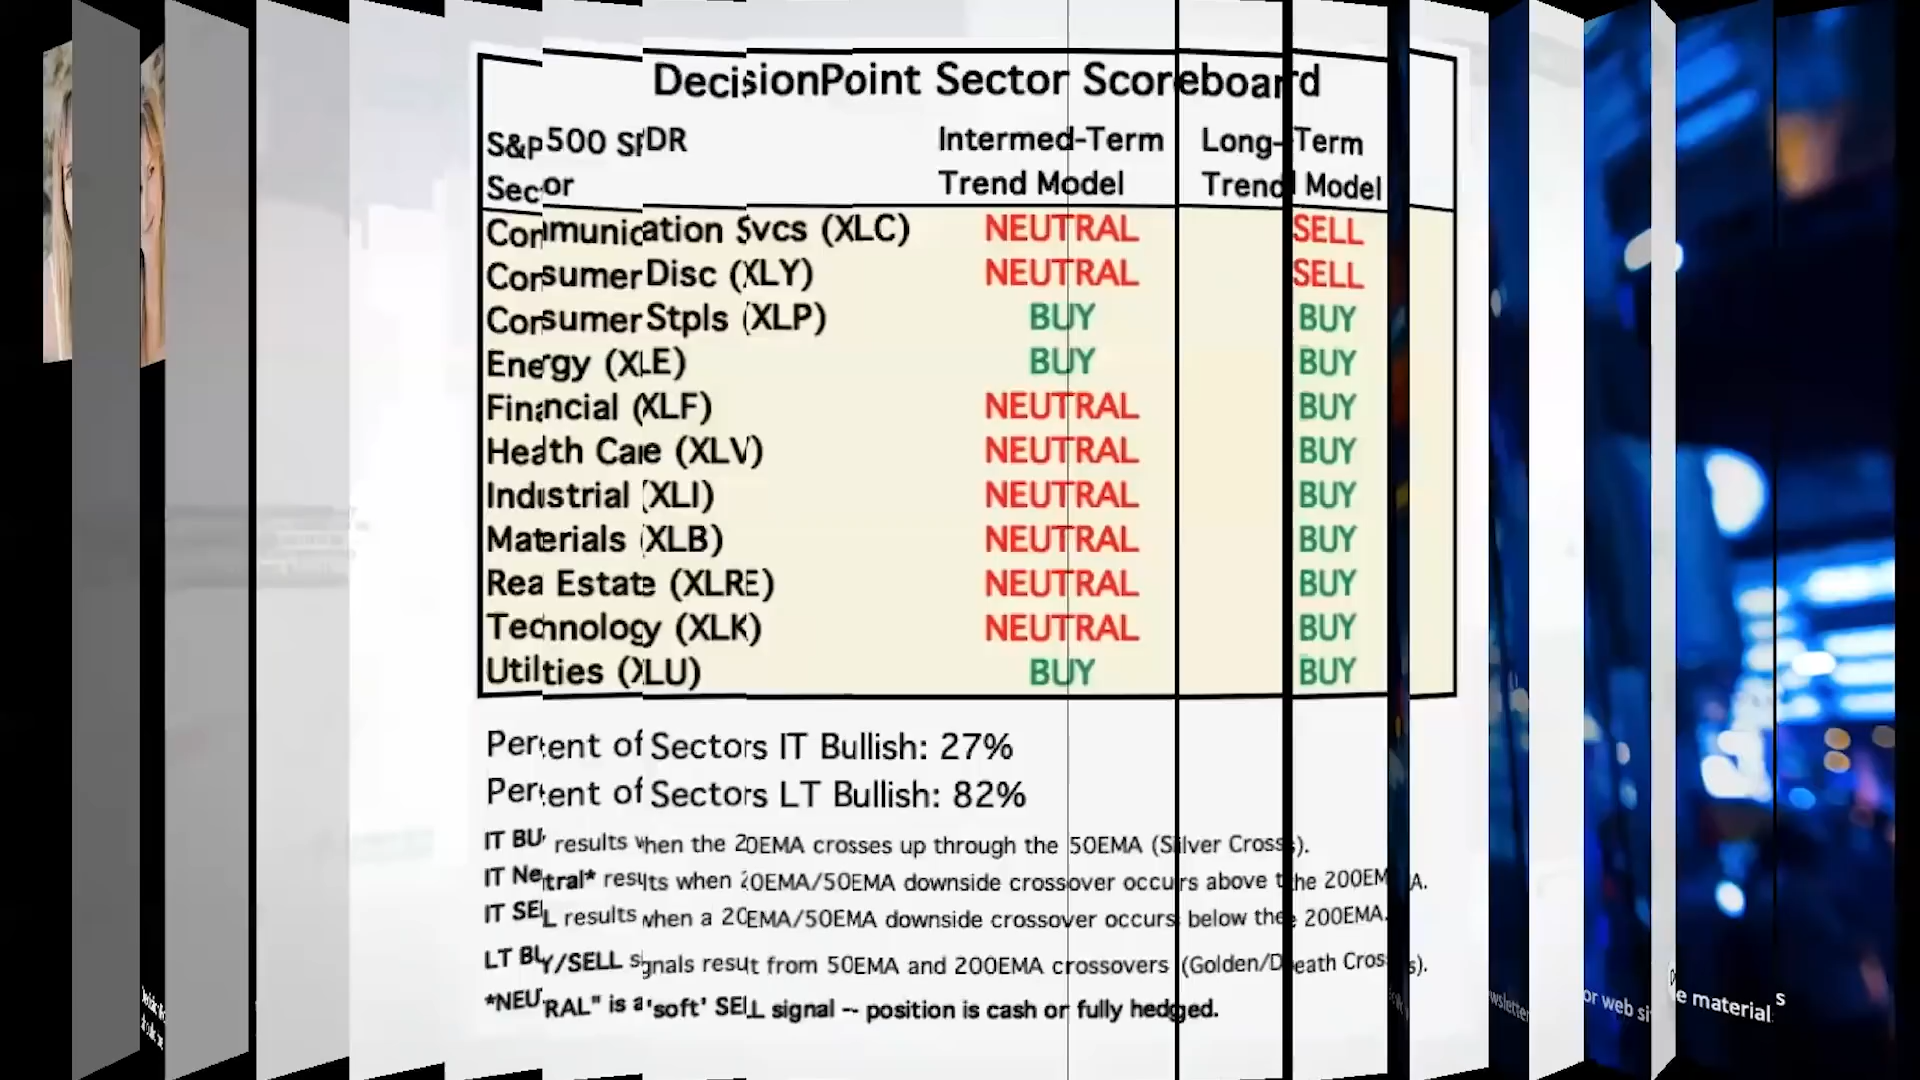 DecisionPoint Sector Scoreboard
S&P 500 SPDR Intermed-Term Long-Term
Sector Trend Model Trend Model
Communication Svcs (XLC) NEUTRAL SELL
Consumer Disc (XLY) NEUTRAL SELL
Consumer Stpls (XLP) BUY BUY
Energy (XLE) BUY BUY
Financial (XLF) NEUTRAL BUY
Health Care (XLV) NEUTRAL BUY
Industrial (XLI) NEUTRAL BUY
Materials (XLB) NEUTRAL BUY
Real Estate (XLRE) NEUTRAL BUY
Technology (XLK) NEUTRAL BUY
Utilities (XLU) BUY BUY
Percent of Sectors IT Bullish: 27%
Percent of Sectors LT Bullish: 82%
IT BUY results when the 20EMA crosses up through the 50EMA (Silver Cross).
IT Neutral* results when 20EMA/50EMA downside crossover occurs above the 200EMA.
IT SELL results when a 20EMA/50EMA downside crossover occurs below the 200EMA.
LT BUY/SELL signals result from 50EMA and 200EMA crossovers (Golden/Death Cross).
*NEUTRAL" is a 'soft' SELL signal -- position is cash or fully hedged.
or web
materials